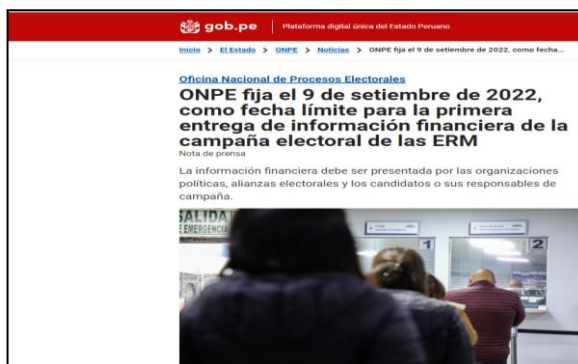 gob.pe | Plataforma digital única del Estado Peruano
Inicio > El Estado > ONPE > Noticias > ONPE fija el 9 de setiembre de 2022, como fecha...
Oficina Nacional de Procesos Electorales
ONPE fija el 9 de setiembre de 2022,
como fecha límite para la primera
entrega de información financiera de la
campaña electoral de las ERM
Nota de prensa
La información financiera debe ser presentada por las organizaciones
políticas, alianzas electorales y los candidatos o sus responsables de
campaña.
SALIDA
DE EMERGENCIA
1
2